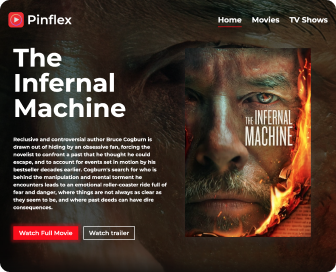 Pinflex
Home Movies TV Shows
The
Infernal
Machine
Reclusive and controversial author Bruce Cogburn is
drawn out of hiding by an obsessive fan, forcing the
novelist to confront a past that he thought he could
escape, and to account for events set in motion by his
bestseller decades earlier. Cogburn's search for who is
behind the manipulation and mental torment he
encounters leads to an emotional roller-coaster ride full of
fear and danger, where things are not always as clear as
they seem to be, and where past deeds can have dire
consequences.
Watch Full Movie Watch trailer
THE INFERNAL
MACHINE